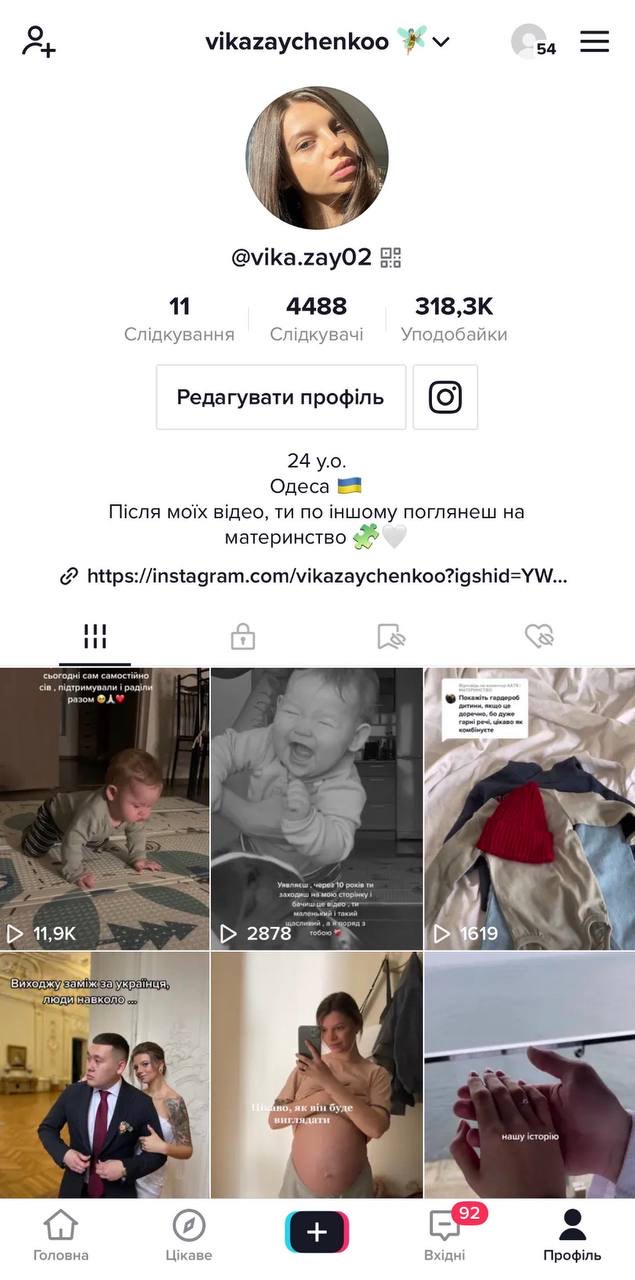 vikazaychenkoo 🧚
54
@vika.zay02
11
4488
318,3K
Слідкування
Слідкувачі
Уподобайки
Редагувати профіль
24 y.o.
Одеса 🇺🇦
Після моїх відео, ти по іншому поглянеш на
материнство 🧩🤍
https://instagram.com/vikazaychenkoo?igshid=YW...
сьогодні сам самостійно
сів , підтримували і раділи
разом 🥹🙏❤️
11,9K
Уявляєш , через 10 років ти
заходиш на мою сторінку і
бачиш це відео , ти
маленький і такий
щасливий , а я поряд з
тобою ❤️
2878
Покажіть гардероб
дитини, якщо це
доречно, бо дуже
гарні речі, цікаво як
комбінуєте
1619
Виходжу заміж за українця,
люди навколо ...
Цікаво, як він буде
виглядати
нашу історію
92
Головна
Цікаве
Вхідні
Профіль